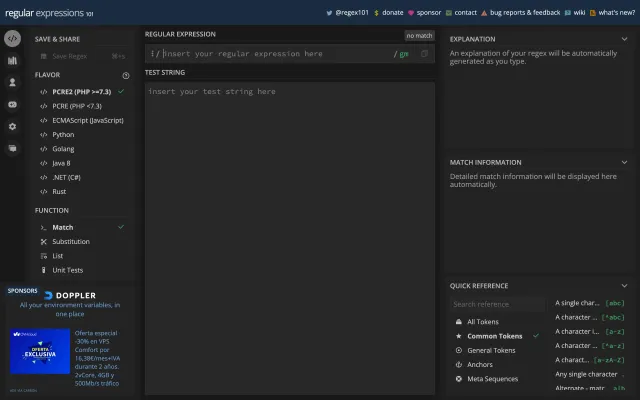 regular expressions 101
@regex101
$ donate
sponsor
contact
bug reports & feedback
wiki
what's new?
SAVE & SHARE
Save Regex
⌘+s
FLAVOR
</> PCRE2 (PHP >=7.3)
</> PCRE (PHP <7.3)
</> ECMAScript (JavaScript)
</> Python
</> Golang
</> Java 8
</> .NET (C#)
</> Rust
FUNCTION
Match
Substitution
List
Unit Tests
SPONSORS
DOPPLER
All your environment variables, in
one place
OVHcloud
OFERTA
EXCLUSIVA
Oferta especial
-30% en VPS
Comfort por
16,38€/mes+IVA
durante 2 años.
2vCore, 4GB y
500Mb/s tráfico
REGULAR EXPRESSION
no match
/ insert your regular expression here / gm
TEST STRING
insert your test string here
EXPLANATION
An explanation of your regex will be automatically
generated as you type.
MATCH INFORMATION
Detailed match information will be displayed here
automatically.
QUICK REFERENCE
Search reference
All Tokens
Common Tokens
General Tokens
Anchors
Meta Sequences
A single char... [abc]
A character ... [^abc]
A character i... [a-z]
A character ... [^a-z]
A charact... [a-zA-Z]
Any single character .
Alternate - matc... a|b